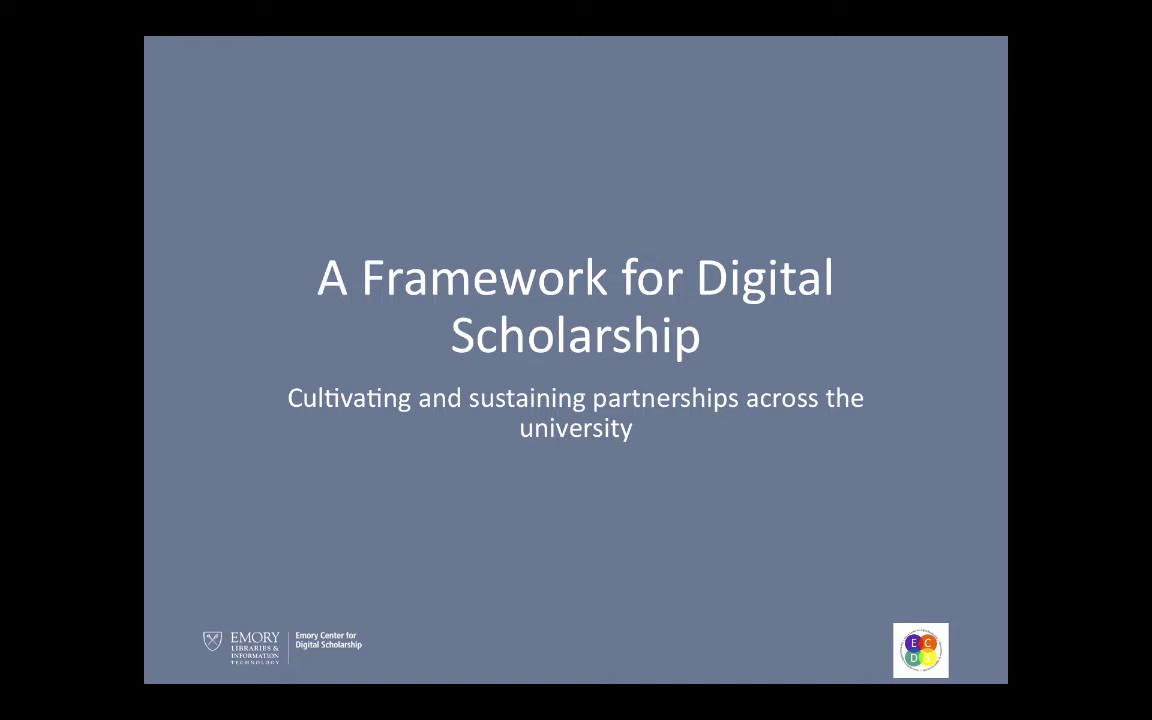 A Framework for Digital
Scholarship
Cultivating and sustaining partnerships across the
university
EMORY
LIBRARIES &
INFORMATION
TECHNOLOGY
Emory Center for
Digital Scholarship
E C
D S